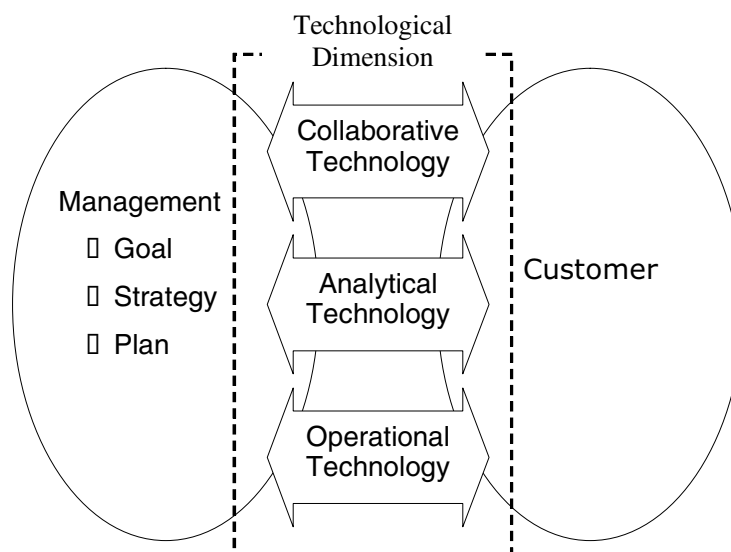 Technological
Dimension
Collaborative
Technology
Management
▯ Goal
▯ Strategy
▯ Plan
Analytical
Technology
Customer
Operational
Technology